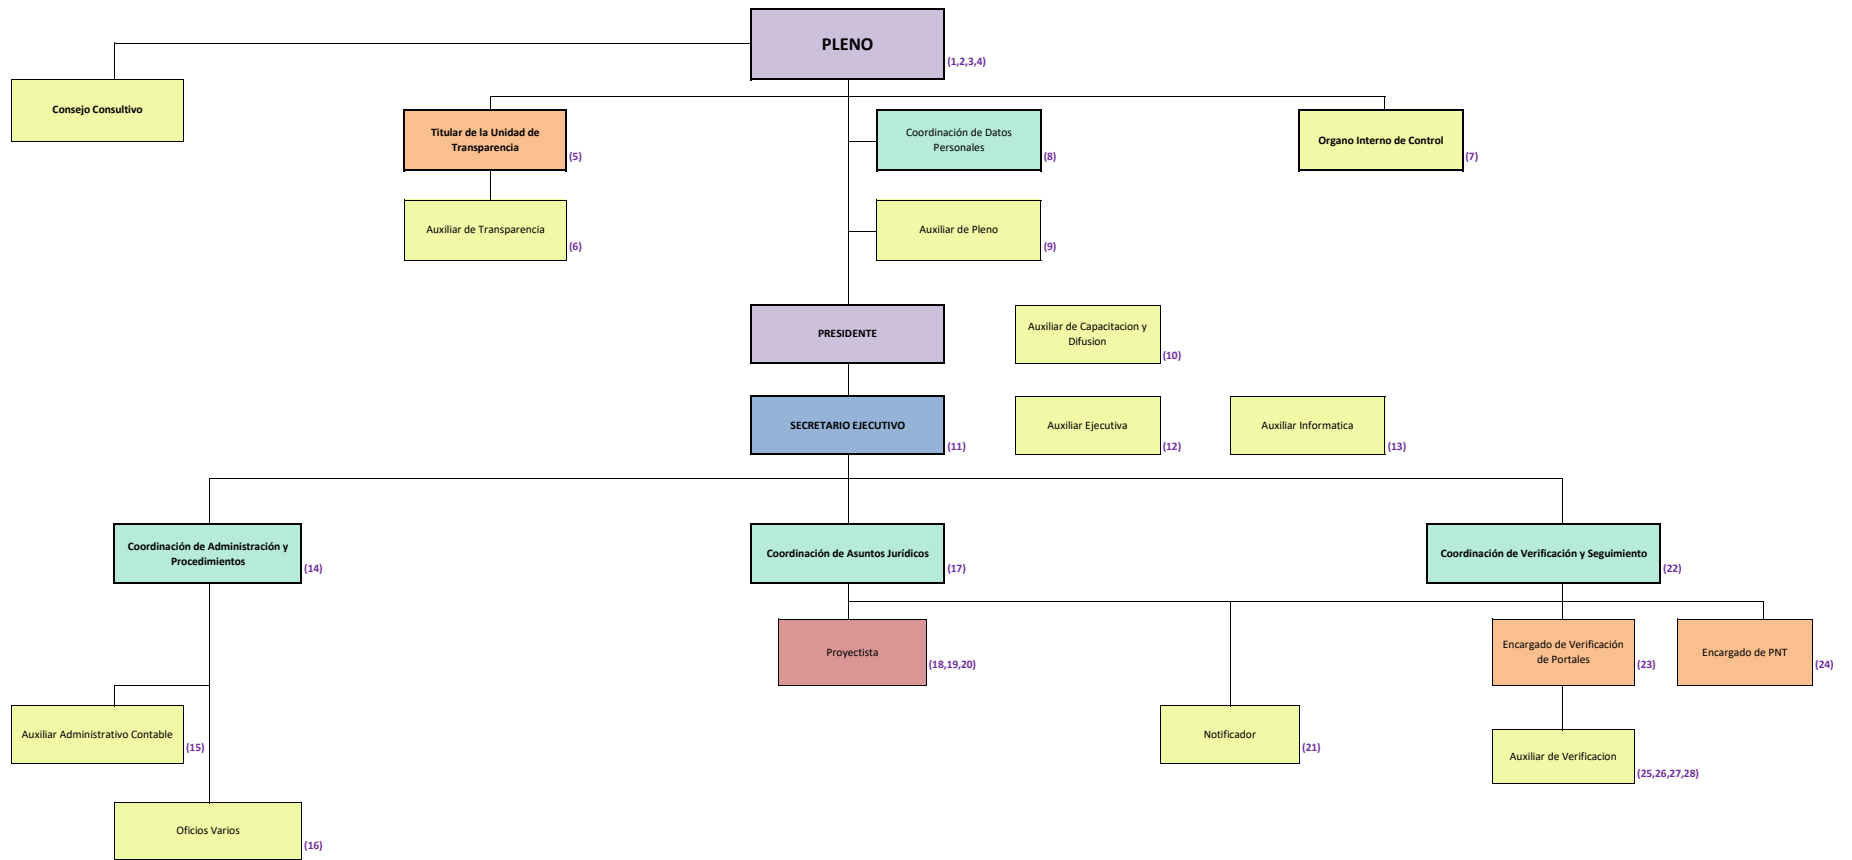 PLENO
(1,2,3,4)
Consejo Consultivo
Titular de la Unidad de
Transparencia
(5)
Coordinación de Datos
Personales
(8)
Organo Interno de Control
(7)
Auxiliar de Transparencia
(6)
Auxiliar de Pleno
(9)
PRESIDENTE
Auxiliar de Capacitacion y
Difusion
(10)
SECRETARIO EJECUTIVO
(11)
Auxiliar Ejecutiva
(12)
Auxiliar Informatica
(13)
Coordinación de Administración y
Procedimientos
(14)
Coordinación de Asuntos Jurídicos
(17)
Coordinación de Verificación y Seguimiento
(22)
Proyectista
(18,19,20)
Encargado de Verificación
de Portales
(23)
Encargado de PNT
(24)
Auxiliar Administrativo Contable
(15)
Notificador
(21)
Auxiliar de Verificacion
(25,26,27,28)
Oficios Varios
(16)